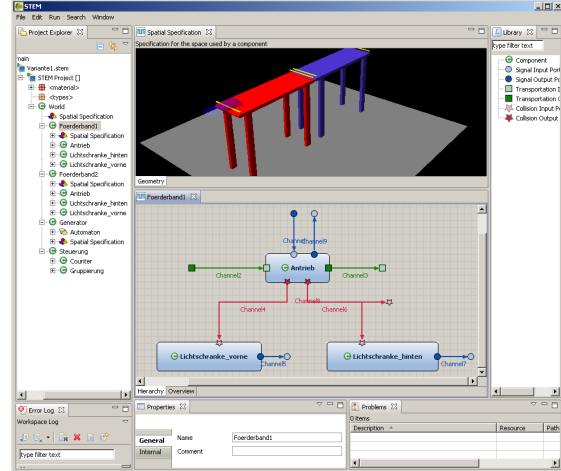 STEM
File Edit Run Search Window
Project Explorer
main
Variante1.stem
STEM Project []
<material>
<types>
World
Spatial Specification
Foerderband1
Spatial Specification
Antrieb
Lichtschranke_hinten
Lichtschranke_vorne
Foerderband2
Spatial Specification
Antrieb
Lichtschranke_hinten
Lichtschranke_vorne
Generator
Automaton
Spatial Specification
Steuerung
Counter
Gruppierung
Error Log
Workspace Log
type filter text
Spatial Specification
Specification for the space used by a component
Geometry
Foerderband1
Channel9
Antrieb
Channel2
Channel3
Channel4
Channel8
Channel6
Lichtschranke_vorne
Channel5
Lichtschranke_hinten
Channel7
Hierarchy Overview
Properties
General
Internal
Name Foerderband1
Comment
Problems
0 items
Description Resource Path
Library
type filter text
Component
Signal Input Port
Signal Output Po
Transportation I
Transportation O
Collision Input Po
Collision Output